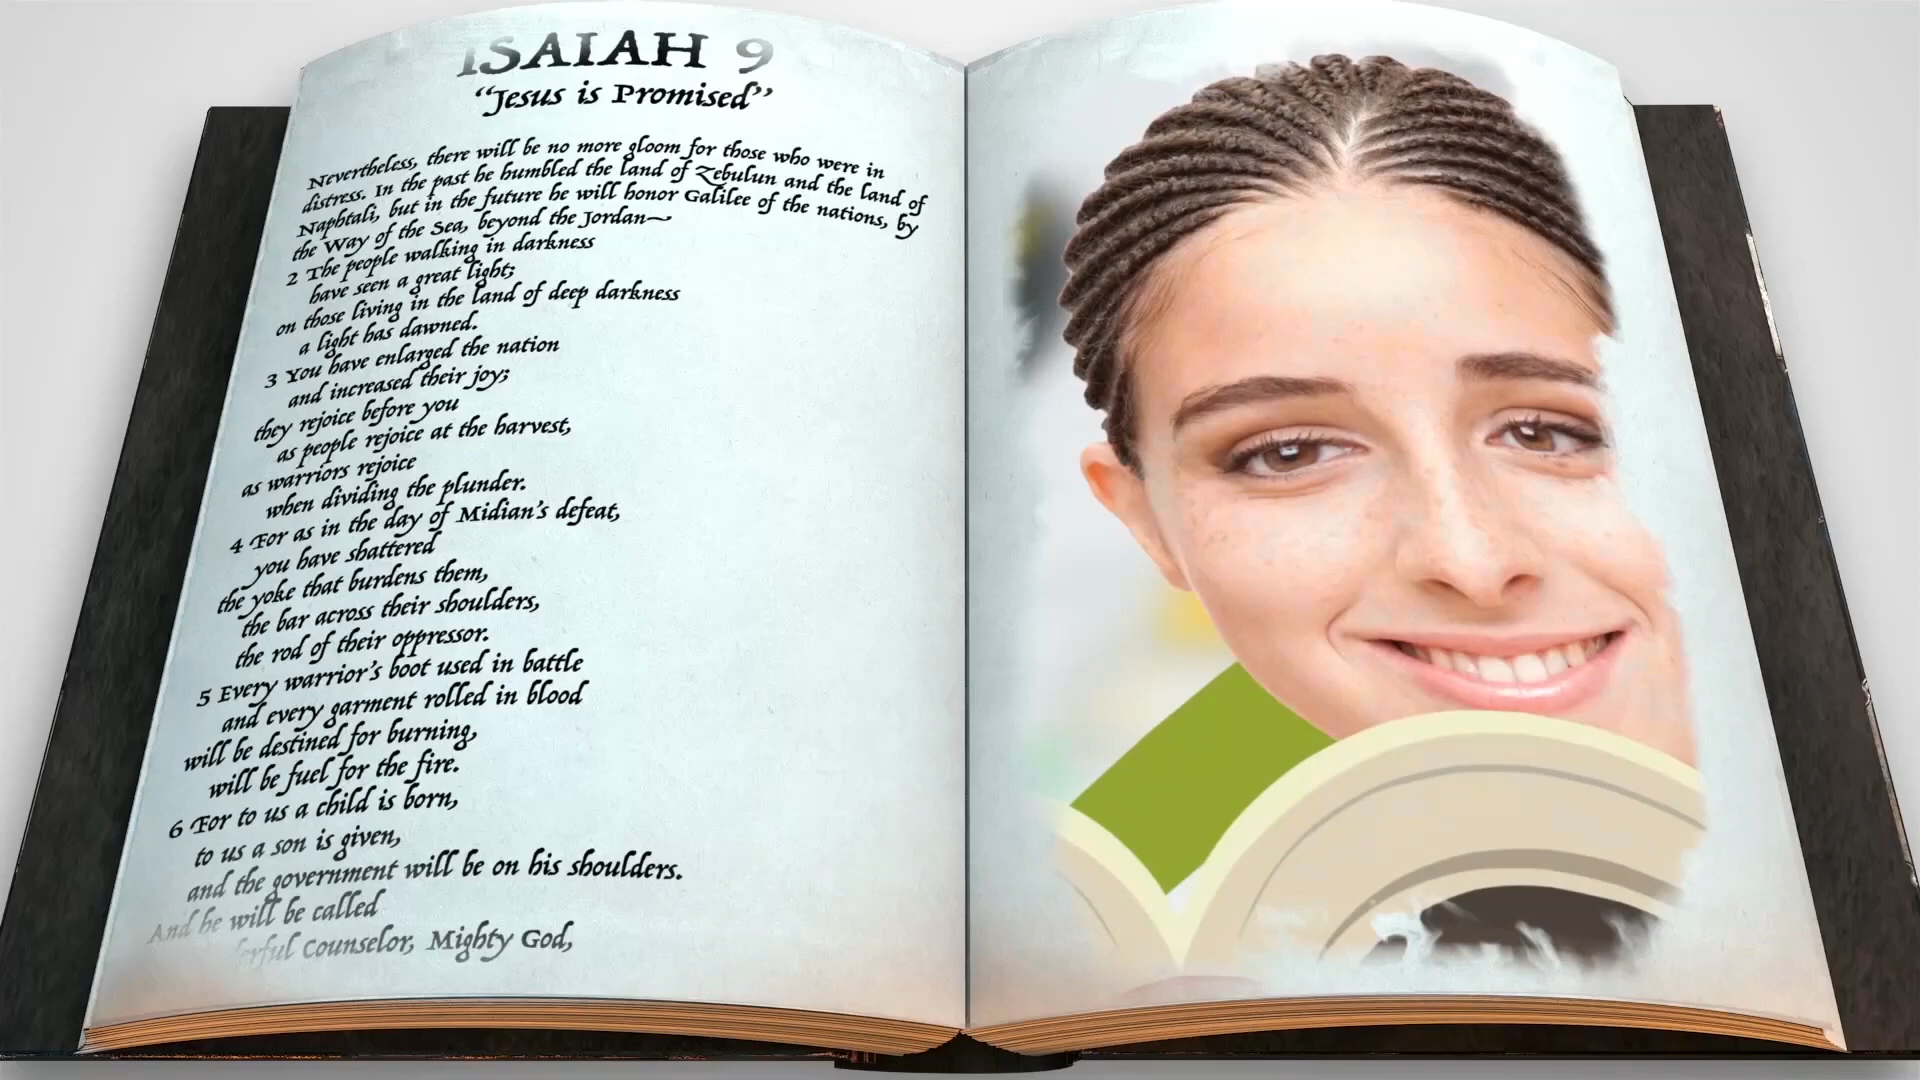 ISAIAH 9
“Jesus is Promised”
Nevertheless, there will be no more gloom for those who were in
distress. In the past he humbled the land of Zebulun and the land of
Naphtali, but in the future he will honor Galilee of the nations, by
the Way of the Sea, beyond the Jordan—
2 The people walking in darkness
have seen a great light;
on those living in the land of deep darkness
a light has dawned.
3 You have enlarged the nation
and increased their joy;
they rejoice before you
as people rejoice at the harvest,
as warriors rejoice
when dividing the plunder.
4 For as in the day of Midian’s defeat,
you have shattered
the yoke that burdens them,
the bar across their shoulders,
the rod of their oppressor.
5 Every warrior’s boot used in battle
and every garment rolled in blood
will be destined for burning,
will be fuel for the fire.
6 For to us a child is born,
to us a son is given,
and the government will be on his shoulders.
And he will be called
Counselor, Mighty God,